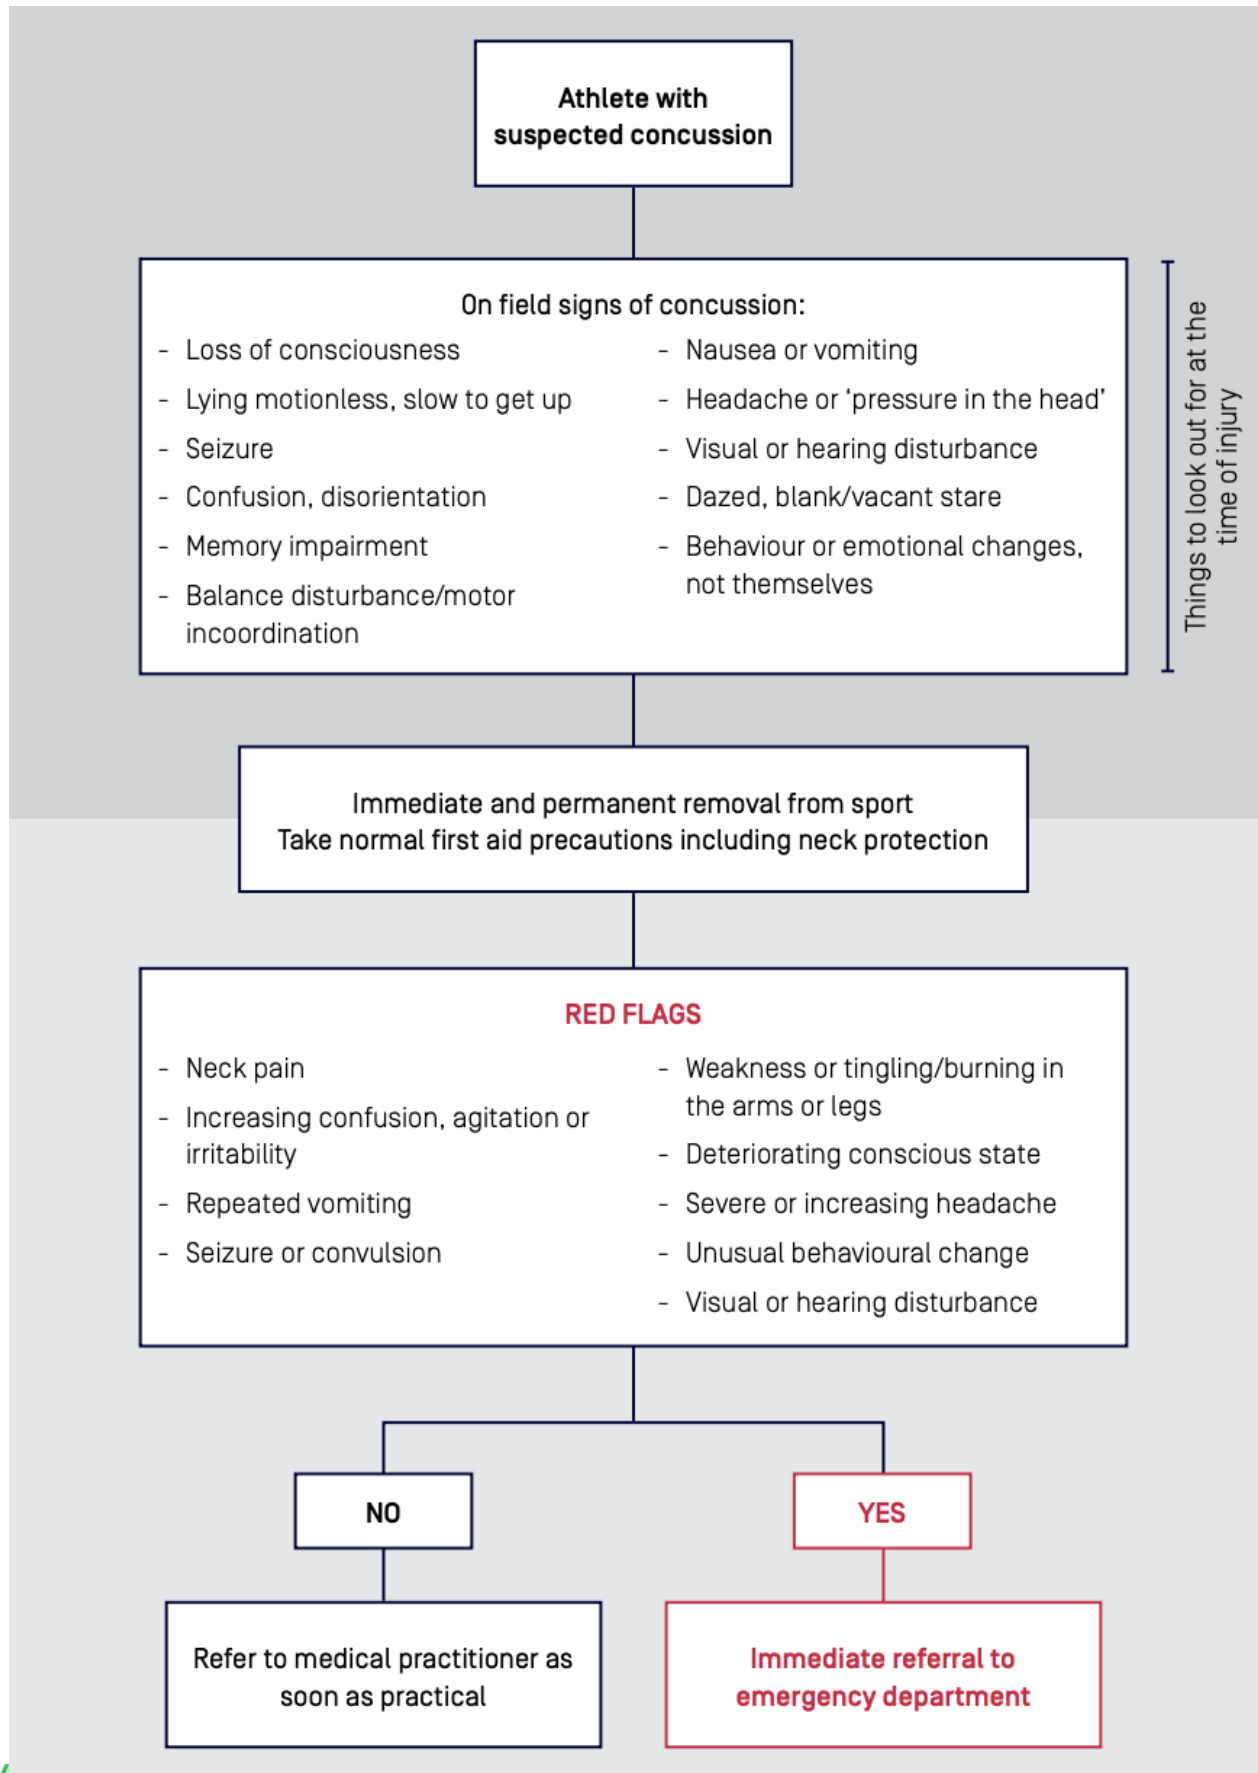 Athlete with
suspected concussion
On field signs of concussion:
- Loss of consciousness
- Lying motionless, slow to get up
- Seizure
- Confusion, disorientation
- Memory impairment
- Balance disturbance/motor
incoordination
- Nausea or vomiting
- Headache or ‘pressure in the head’
- Visual or hearing disturbance
- Dazed, blank/vacant stare
- Behaviour or emotional changes,
not themselves
Things to look out for at the
time of injury
Immediate and permanent removal from sport
Take normal first aid precautions including neck protection
RED FLAGS
- Neck pain
- Increasing confusion, agitation or
irritability
- Repeated vomiting
- Seizure or convulsion
- Weakness or tingling/burning in
the arms or legs
- Deteriorating conscious state
- Severe or increasing headache
- Unusual behavioural change
- Visual or hearing disturbance
NO
YES
Refer to medical practitioner as
soon as practical
Immediate referral to
emergency department